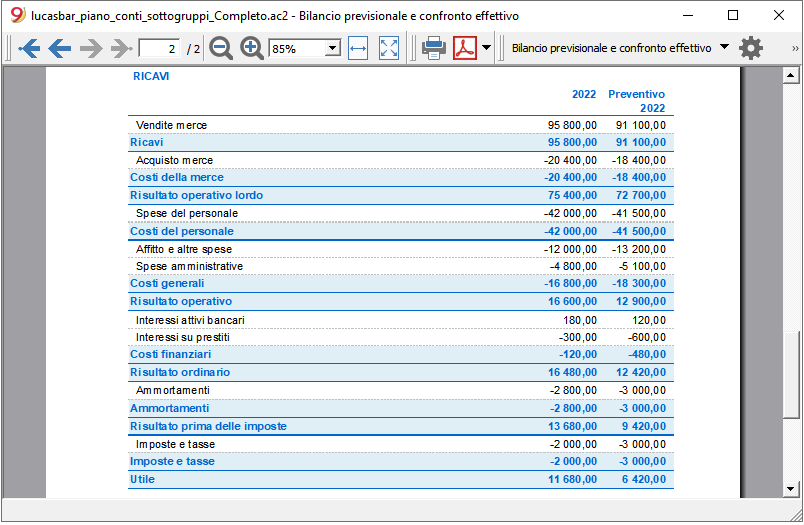 lucasbar_piano_conti_sottogruppi_Completo.ac2 - Bilancio previsionale e confronto effettivo
2 / 2 85% Bilancio previsionale e confronto effettivo
RICAVI
2022 Preventivo
2022
Vendite merce 95 800,00 91 100,00
Ricavi 95 800,00 91 100,00
Acquisto merce -20 400,00 -18 400,00
Costi della merce -20 400,00 -18 400,00
Risultato operativo lordo 75 400,00 72 700,00
Spese del personale -42 000,00 -41 500,00
Costi del personale -42 000,00 -41 500,00
Affitto e altre spese -12 000,00 -13 200,00
Spese amministrative -4 800,00 -5 100,00
Costi generali -16 800,00 -18 300,00
Risultato operativo 16 600,00 12 900,00
Interessi attivi bancari 180,00 120,00
Interessi su prestiti -300,00 -600,00
Costi finanziari -120,00 -480,00
Risultato ordinario 16 480,00 12 420,00
Ammortamenti -2 800,00 -3 000,00
Ammortamenti -2 800,00 -3 000,00
Risultato prima delle imposte 13 680,00 9 420,00
Imposte e tasse -2 000,00 -3 000,00
Imposte e tasse -2 000,00 -3 000,00
Utile 11 680,00 6 420,00